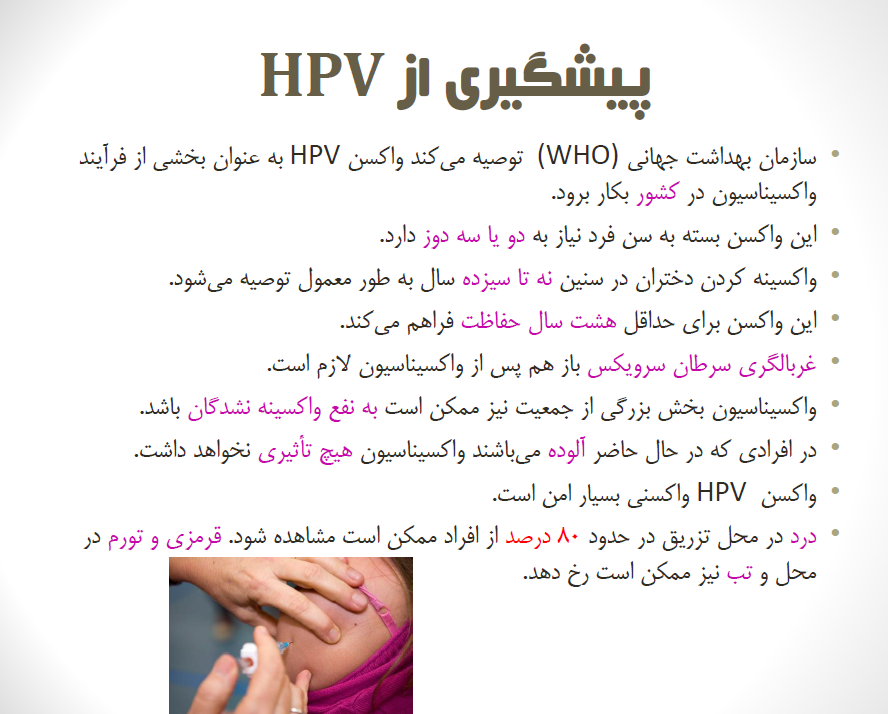 پیشگیری از HPV
• سازمان بهداشت جهانی (WHO) توصیه می‌کند واکسن HPV به عنوان بخشی از فرآیند
واکسیناسیون در کشور بکار برود.
• این واکسن بسته به سن فرد نیاز به دو یا سه دوز دارد.
• واکسینه کردن دختران در سنین نه تا سیزده سال به طور معمول توصیه می‌شود.
• این واکسن برای حداقل هشت سال حفاظت فراهم می‌کند.
• غربالگری سرطان سرویکس باز هم پس از واکسیناسیون لازم است.
• واکسیناسیون بخش بزرگی از جمعیت نیز ممکن است به نفع واکسینه نشدگان باشد.
• در افرادی که در حال حاضر آلوده می‌باشند واکسیناسیون هیچ تأثیری نخواهد داشت.
• واکسن HPV واکسنی بسیار امن است.
• درد در محل تزریق در حدود ۸۰ درصد از افراد ممکن است مشاهده شود. قرمزی و تورم در
محل و تب نیز ممکن است رخ دهد.